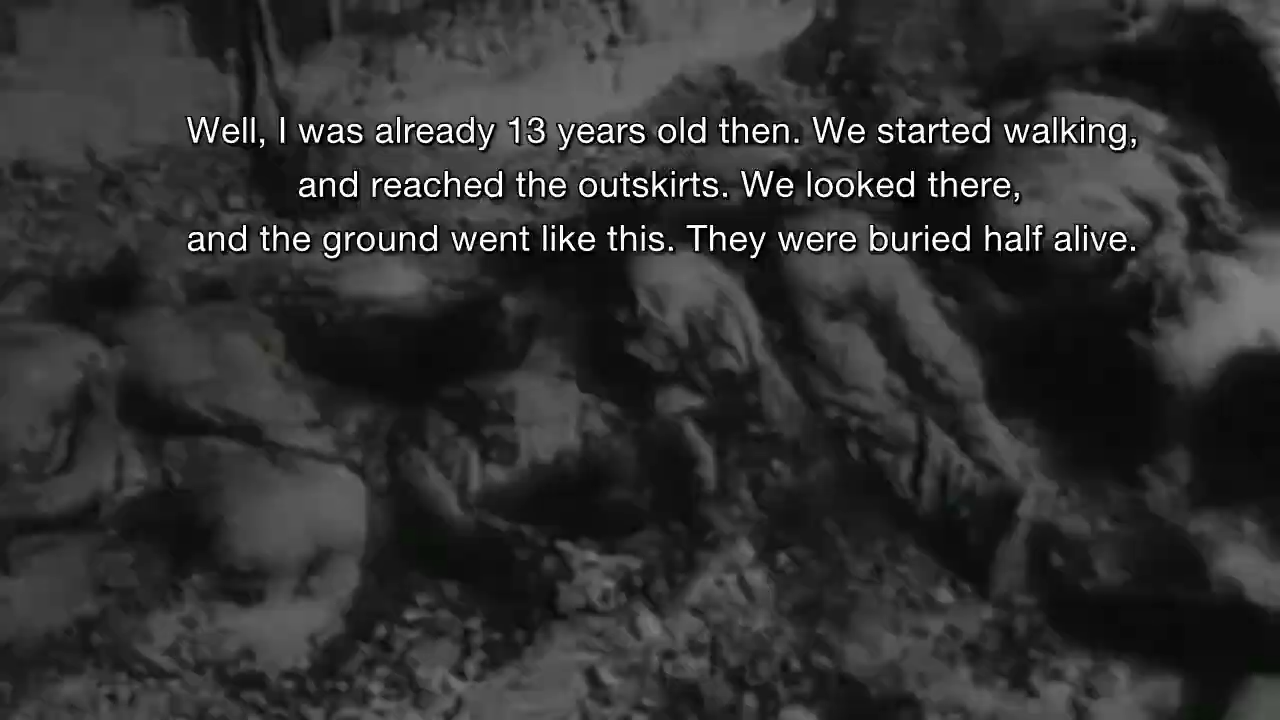 Well, I was already 13 years old then. We started walking,
and reached the outskirts. We looked there,
and the ground went like this. They were buried half alive.